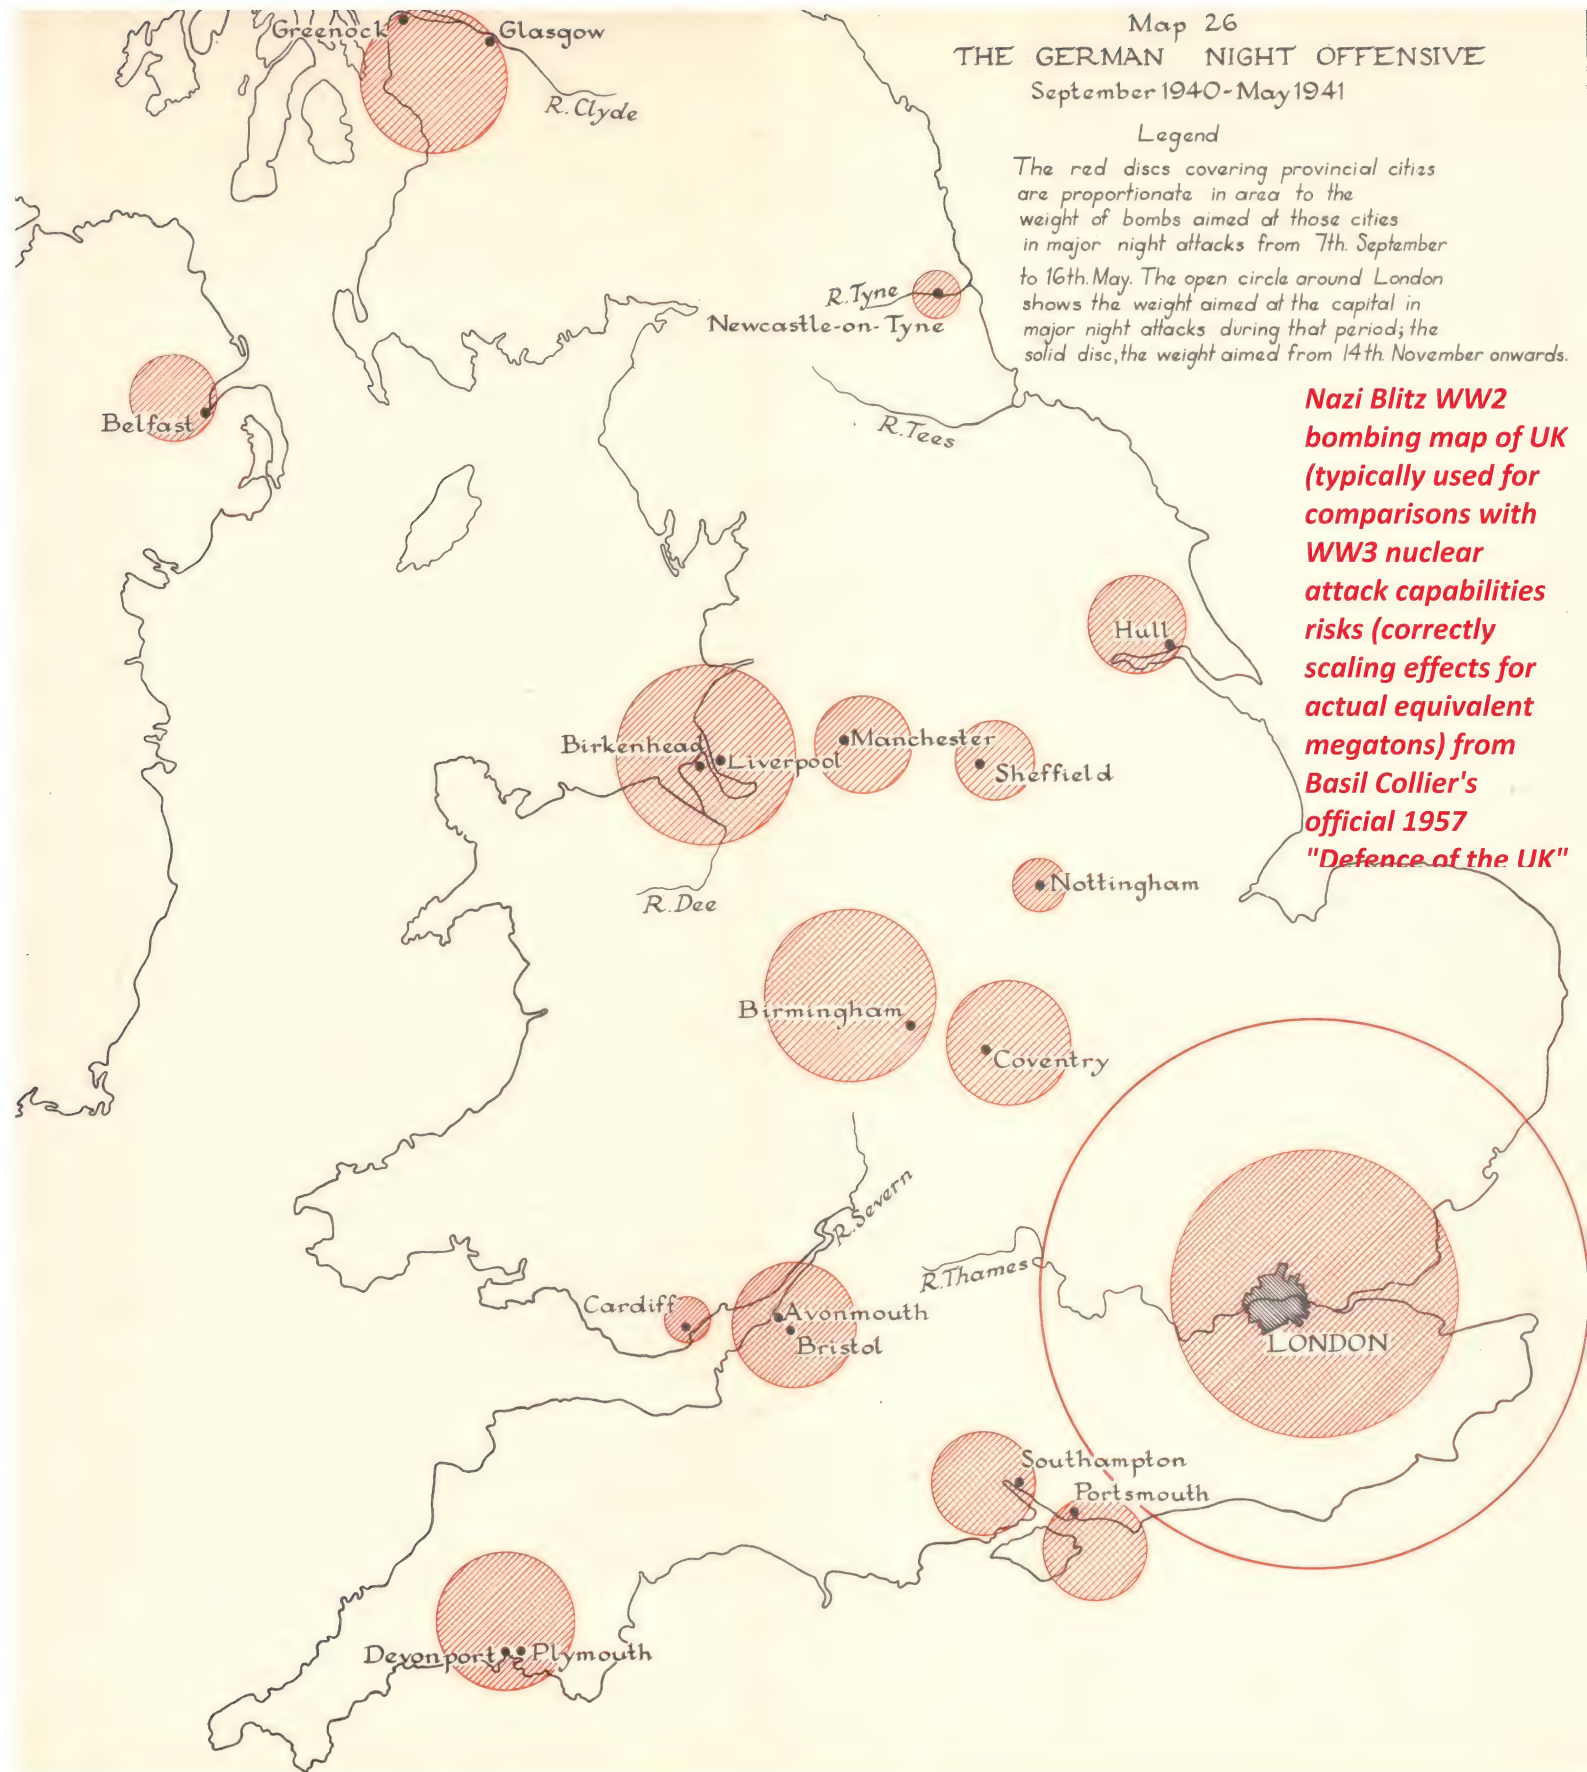 Map 26
THE GERMAN NIGHT OFFENSIVE
September 1940-May 1941
Legend
The red discs covering provincial cities
are proportionate in area to the
weight of bombs aimed at those cities
in major night attacks from 7th. September
to 16th. May. The open circle around London
shows the weight aimed at the capital in
major night attacks during that period; the
solid disc, the weight aimed from 14th. November onwards.
Nazi Blitz WW2
bombing map of UK
(typically used for
comparisons with
WW3 nuclear
attack capabilities
risks (correctly
scaling effects for
actual equivalent
megatons) from
Basil Collier's
official 1957
"Defence of the UK"
Greenock
Glasgow
R. Clyde
R. Tyne
Newcastle-on-Tyne
Belfast
R. Tees
Hull
Birkenhead
Liverpool
Manchester
Sheffield
R. Dee
Nottingham
Birmingham
Coventry
R. Severn
R. Thames
Cardiff
Avonmouth
Bristol
LONDON
Southampton
Portsmouth
Devonport
Plymouth